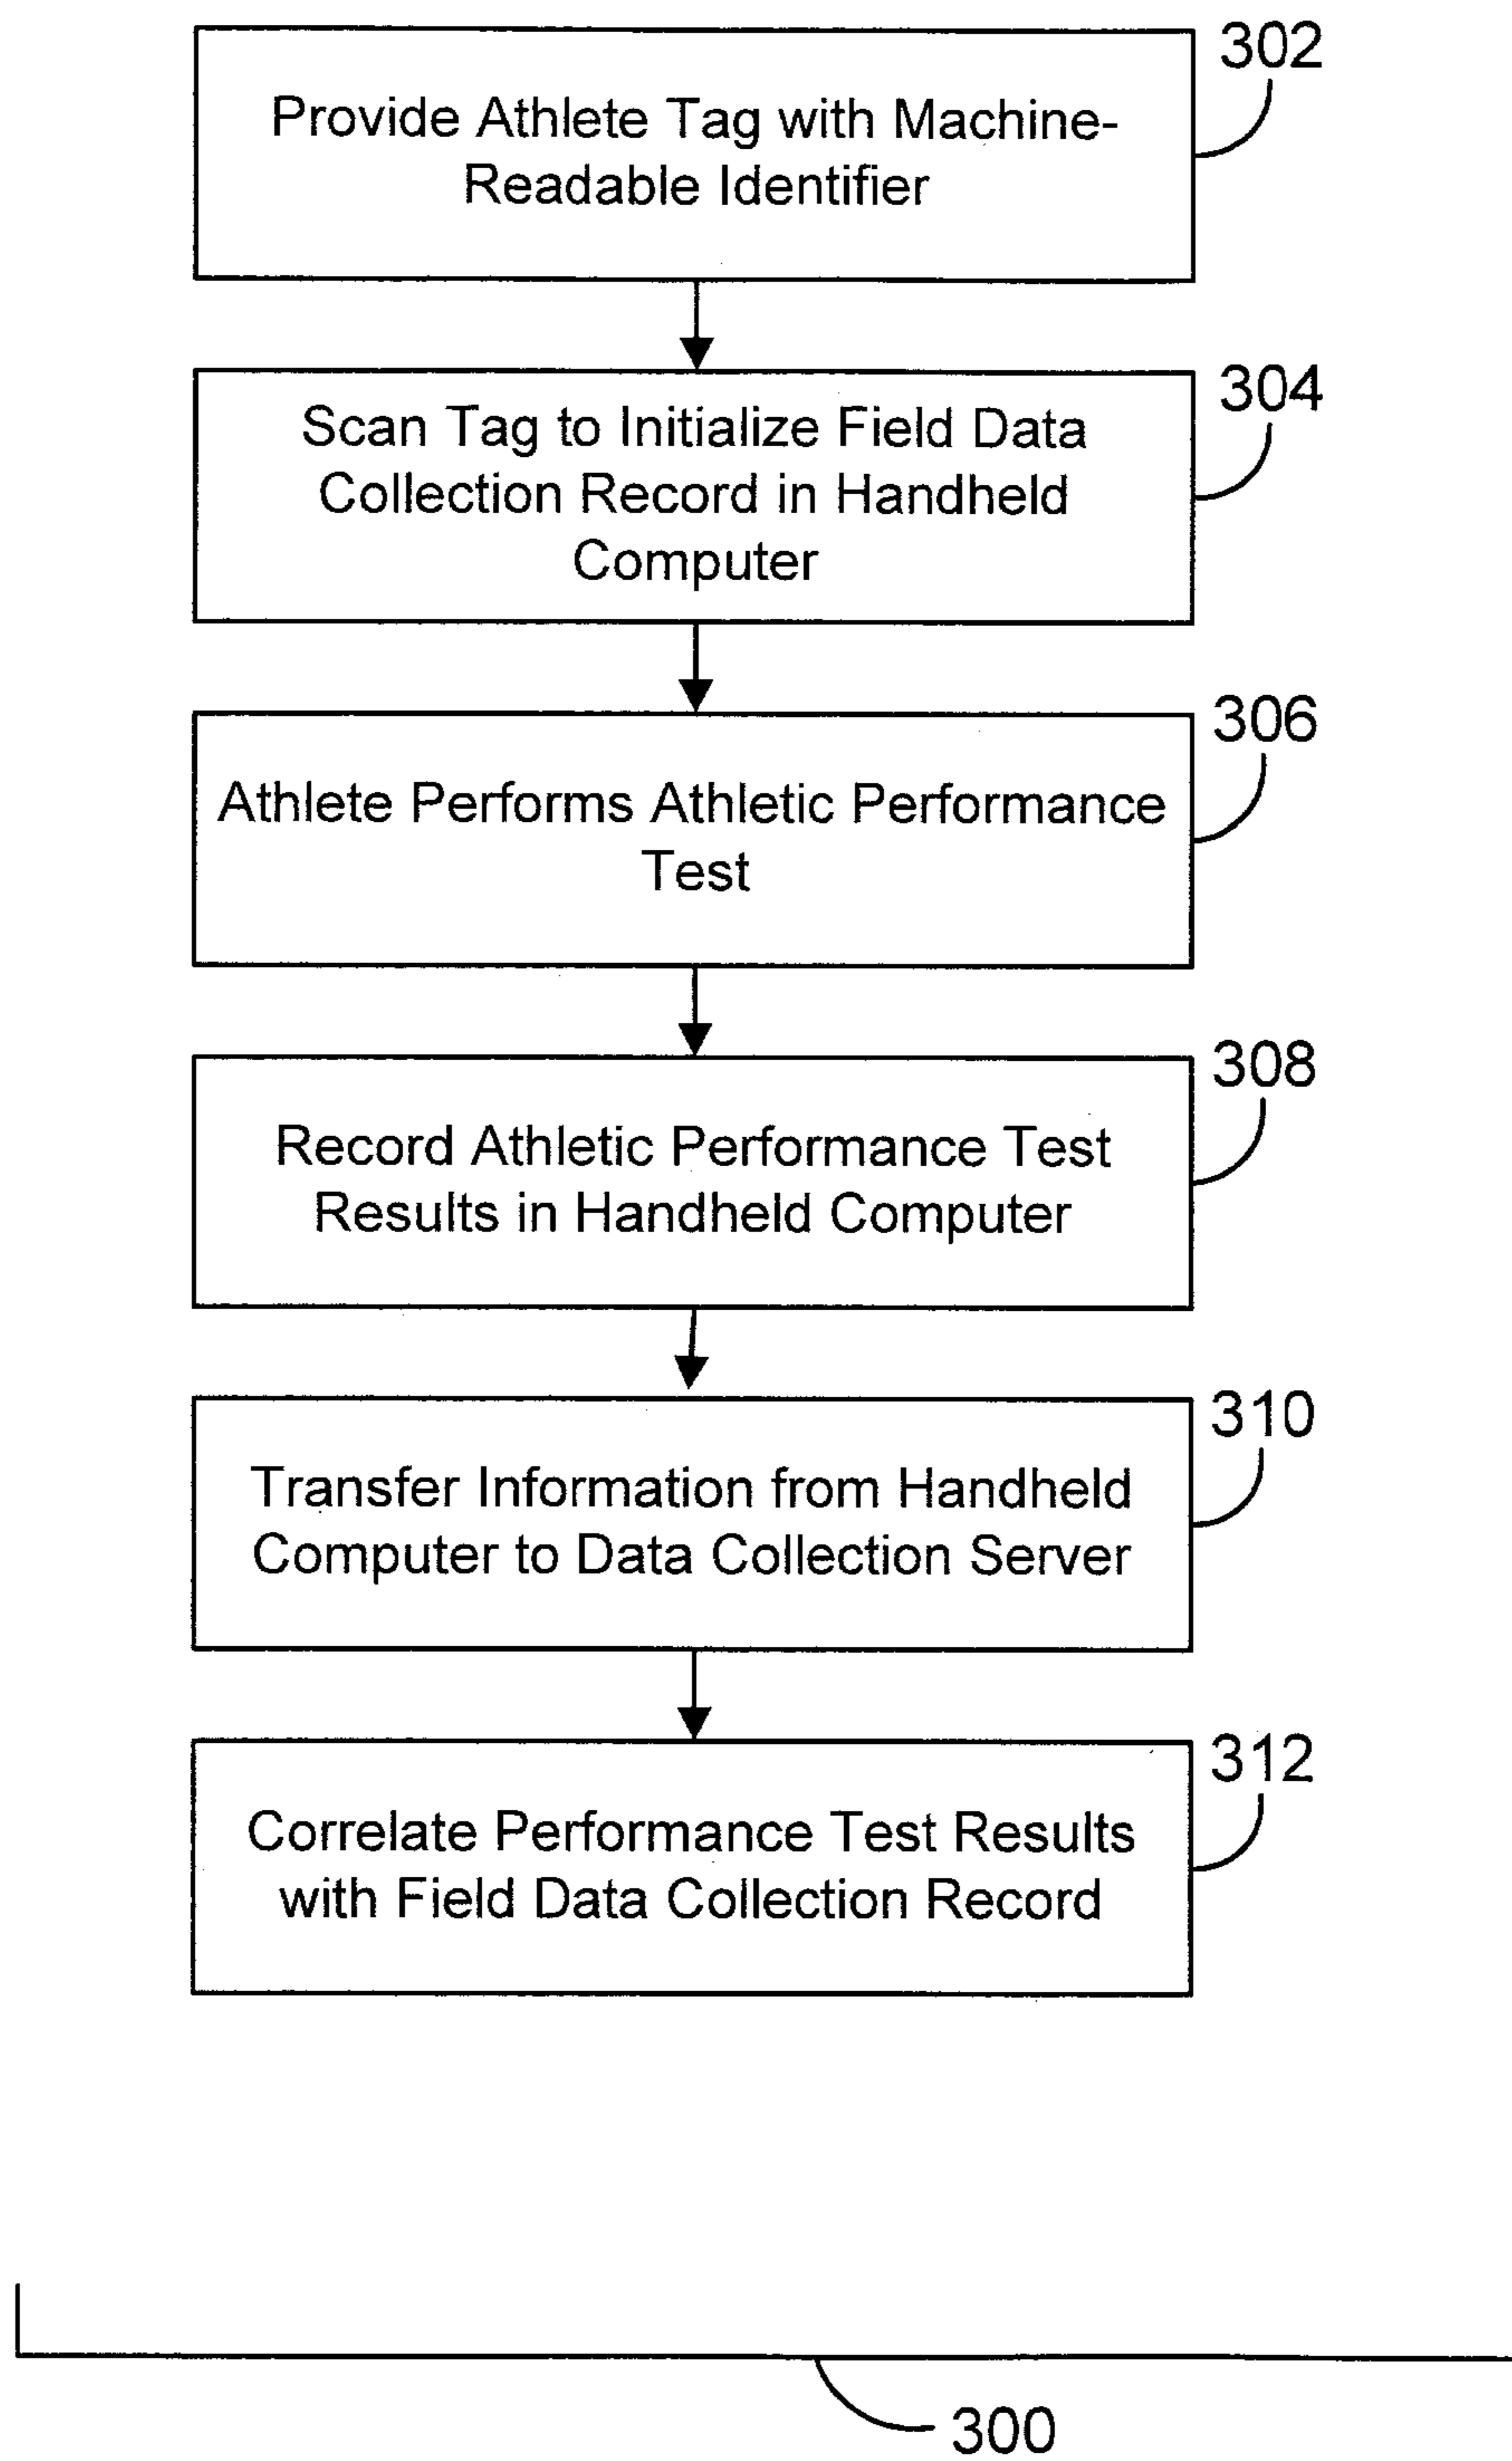 302
Provide Athlete Tag with Machine-
Readable Identifier
304
Scan Tag to Initialize Field Data
Collection Record in Handheld
Computer
306
Athlete Performs Athletic Performance
Test
308
Record Athletic Performance Test
Results in Handheld Computer
310
Transfer Information from Handheld
Computer to Data Collection Server
312
Correlate Performance Test Results
with Field Data Collection Record
300